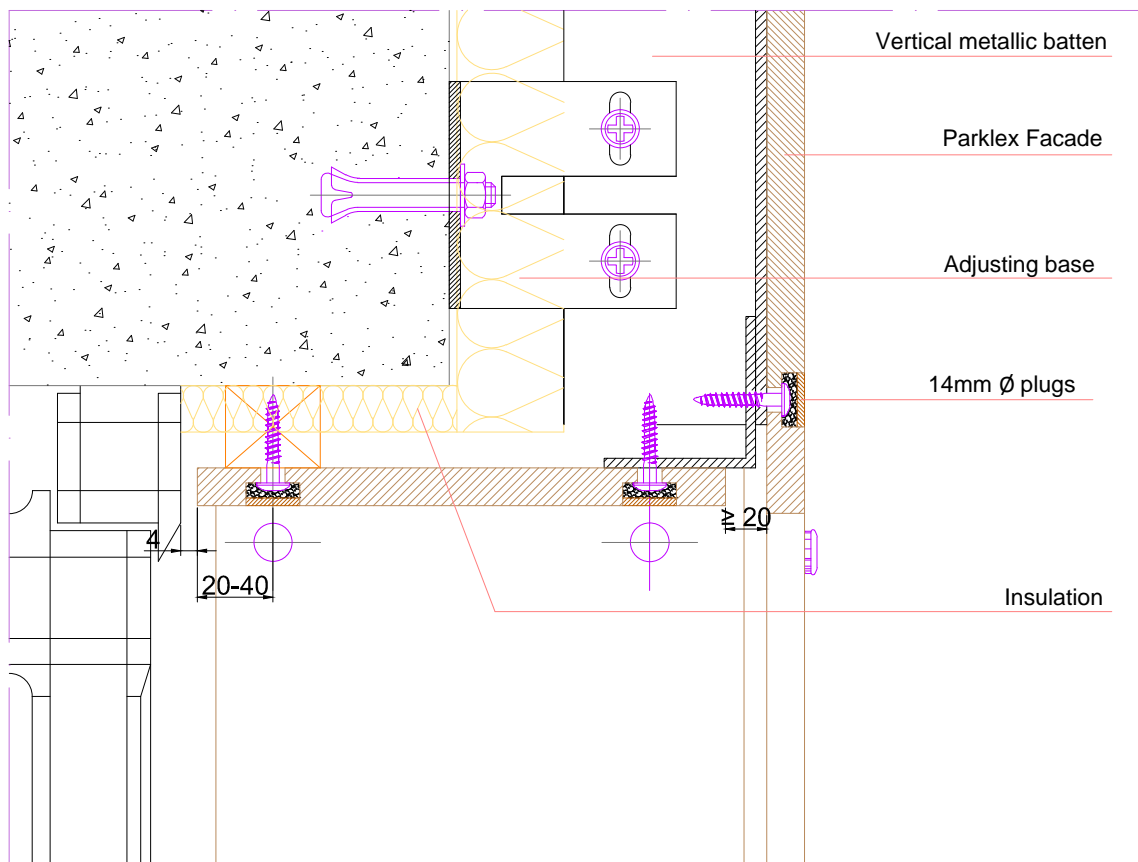 Vertical metallic batten
Parklex Facade
Adjusting base
14mm Ø plugs
≥ 20
4
20-40
Insulation